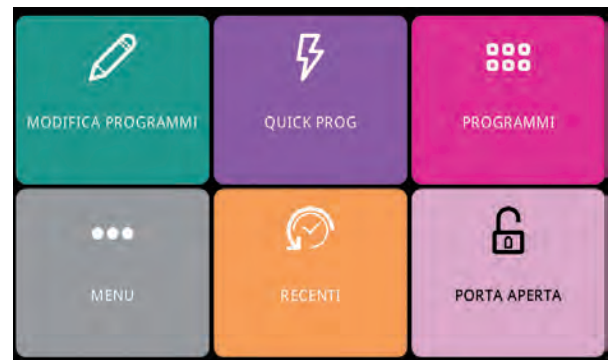 MODIFICA PROGRAMMI
QUICK PROG
PROGRAMMI
MENU
RECENTI
PORTA APERTA